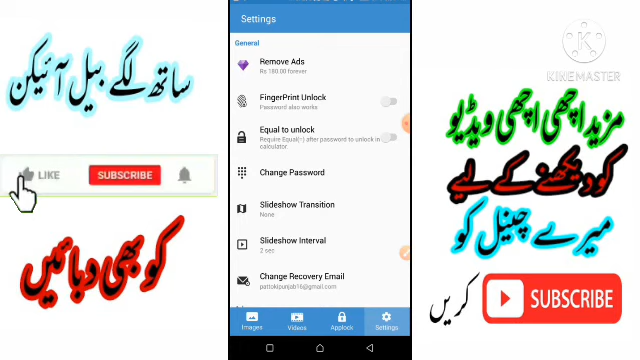 ساتھ لگے بیل آئیکن
LIKE
SUBSCRIBE
کو بھی دبائیں
Settings
General
Remove Ads
Rs 180.00 forever
FingerPrint Unlock
Password also works
Equal to unlock
Require Equal(=) after password to unlock in calculator.
Change Password
Slideshow Transition
None
Slideshow Interval
2 sec
Change Recovery Email
pattokipunjab16@gmail.com
Images
Videos
Applock
Settings
K
KINEMASTER
مزید اچھی اچھی ویڈیو
کو دیکھنے کے لیے
میرے چینل کو
SUBSCRIBE
کریں